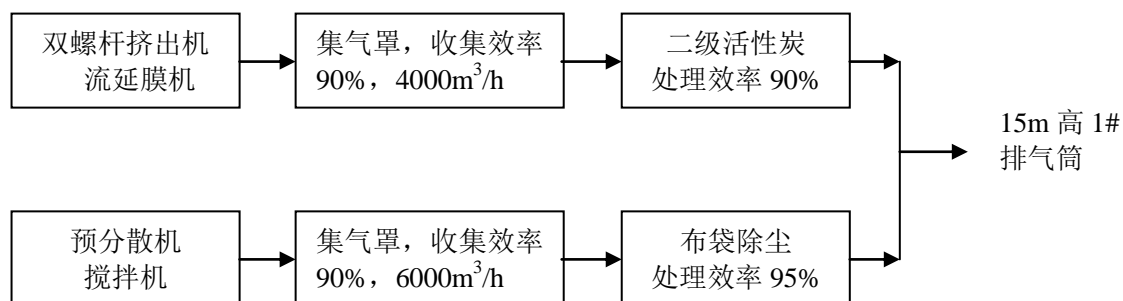 双螺杆挤出机
流延膜机
集气罩，收集效率
90%，4000m³/h
二级活性炭
处理效率 90%
15m 高 1#
排气筒
预分散机
搅拌机
集气罩，收集效率
90%，6000m³/h
布袋除尘
处理效率 95%